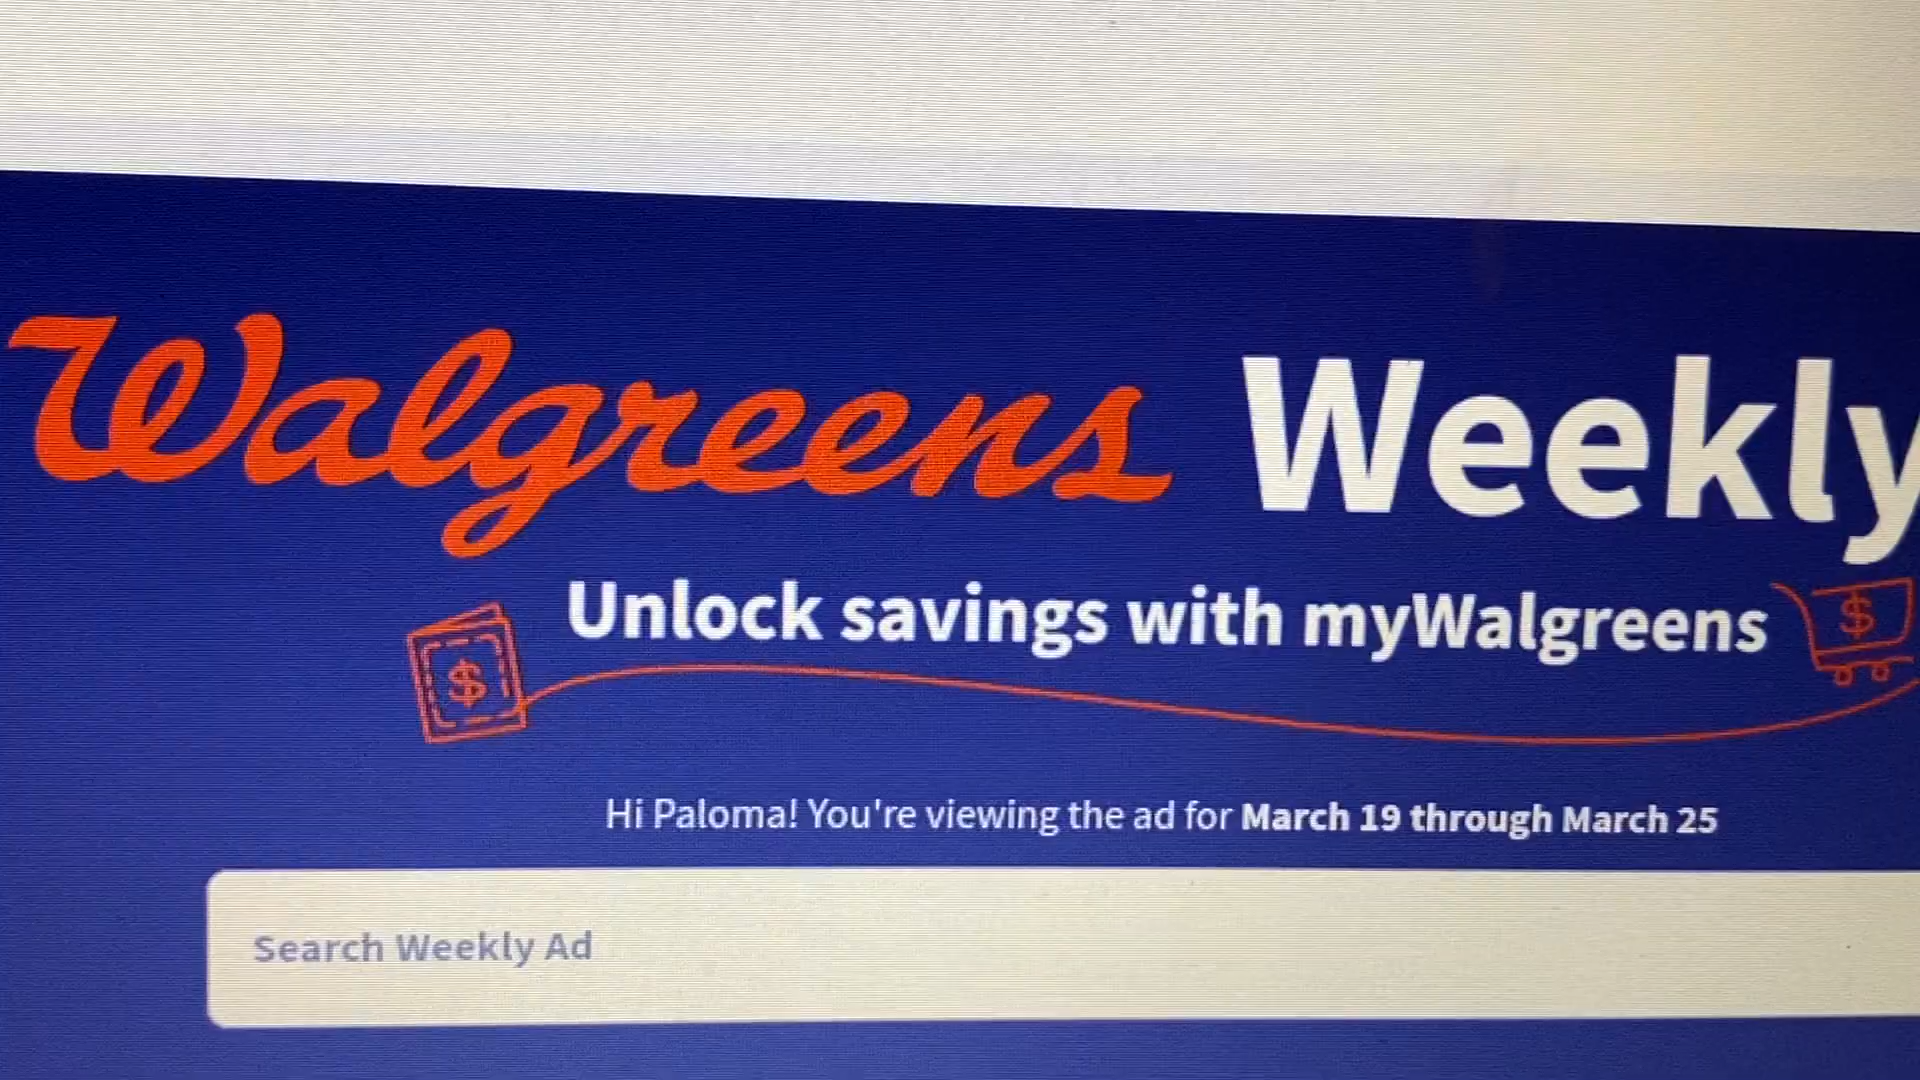 Walgreens Weekly
Unlock savings with myWalgreens
$
$
Hi Paloma! You're viewing the ad for March 19 through March 25
Search Weekly Ad